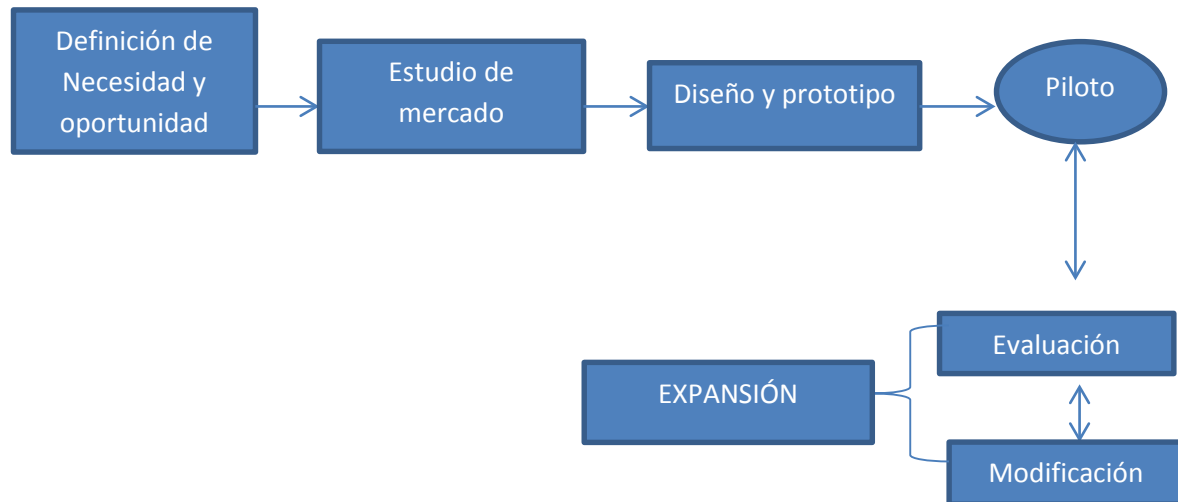 Definición de
Necesidad y
oportunidad
Estudio de
mercado
Diseño y prototipo
Piloto
Evaluación
EXPANSIÓN
Modificación